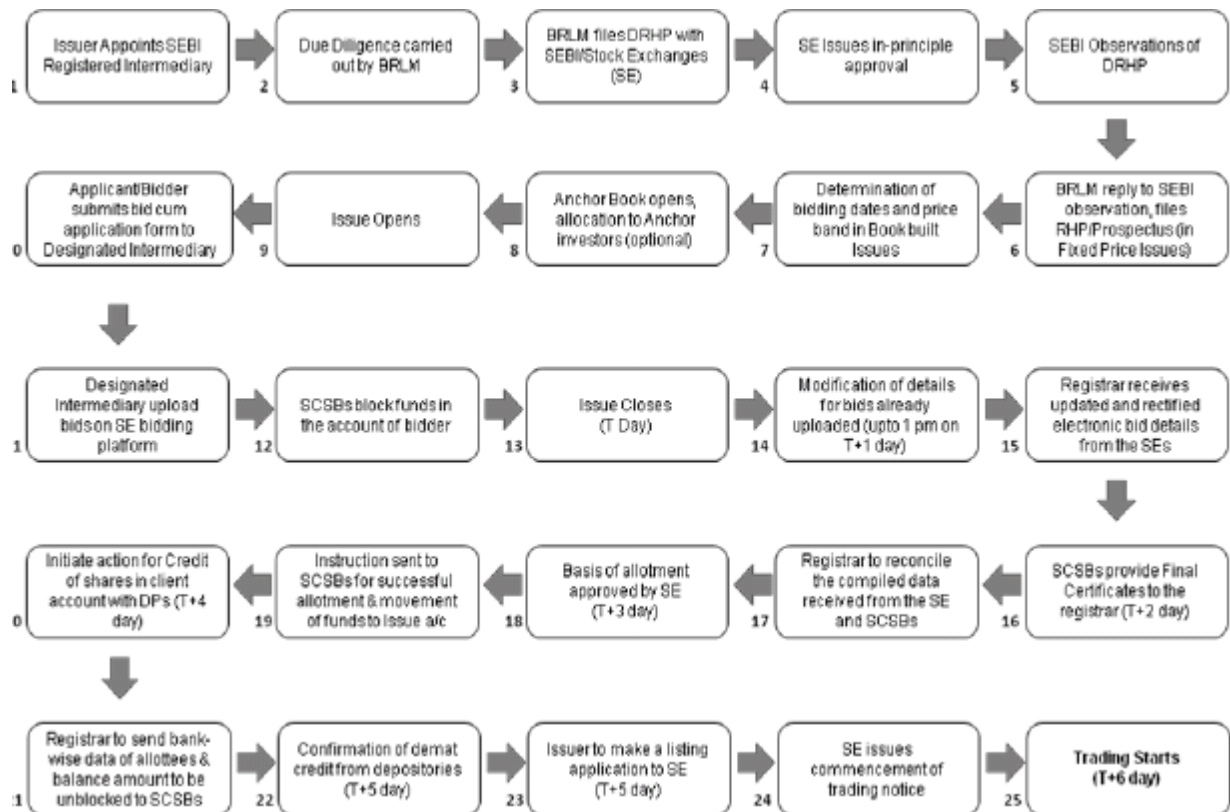 Issuer Appoints SEBI
Registered Intermediary
1
Due Diligence carried
out by BRLM
2
BRLM files DRHP with
SEBI/Stock Exchanges
(SE)
3
SE Issues in-principle
approval
4
SEBI Observations of
DRHP
5
Applicant/Bidder
submits bid cum
application form to
Designated Intermediary
0
Issue Opens
9
Anchor Book opens,
allocation to Anchor
investors (optional)
8
Determination of
bidding dates and price
band in Book built
Issues
7
BRLM reply to SEBI
observation, files
RHP/Prospectus (in
Fixed Price Issues)
6
Designated
Intermediary upload
bids on SE bidding
platform
1
SCSBs block funds in
the account of bidder
12
Issue Closes
(T Day)
13
Modification of details
for bids already
uploaded (upto 1 pm on
T+1 day)
14
Registrar receives
updated and rectified
electronic bid details
from the SEs
15
Initiate action for Credit
of shares in client
account with DPs (T+4
day)
0
Instruction sent to
SCSBs for successful
allotment & movement
of funds to Issue a/c
19
Basis of allotment
approved by SE
(T+3 day)
18
Registrar to reconcile
the compiled data
received from the SE
and SCSBs
17
SCSBs provide Final
Certificates to the
registrar (T+2 day)
16
Registrar to send bank-
wise data of allottees &
balance amount to be
unblocked to SCSBs
:1
Confirmation of demat
credit from depositories
(T+5 day)
22
Issuer to make a listing
application to SE
(T+5 day)
23
SE issues
commencement of
trading notice
24
Trading Starts
(T+6 day)
25